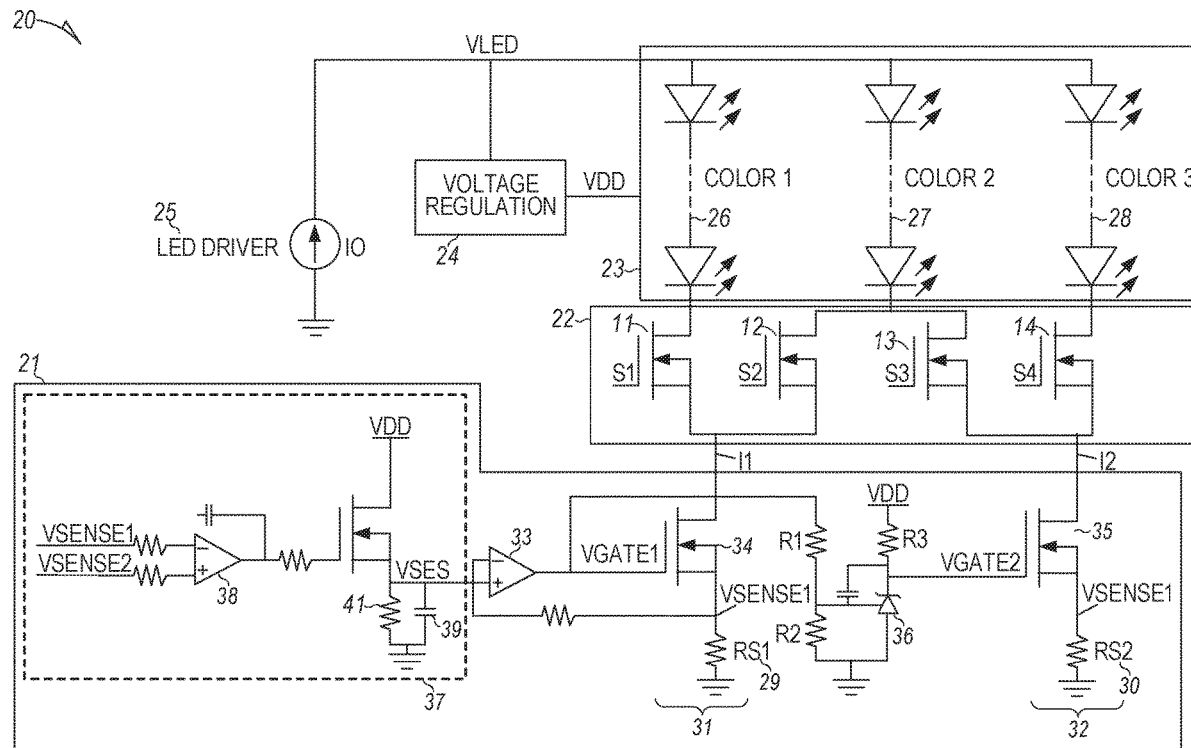 20
VLED
25
LED DRIVER
IO
VOLTAGE
REGULATION
24
VDD
23
COLOR 1
COLOR 2
COLOR 3
26
27
28
22
11
12
13
14
S1
S2
S3
S4
21
I1
I2
VDD
VSENSE1
VSENSE2
-
+
38
VSES
41
39
37
33
-
+
VGATE1
34
VSENSE1
RS1
29
31
R1
R2
VDD
R3
36
VGATE2
35
VSENSE1
RS2
30
32